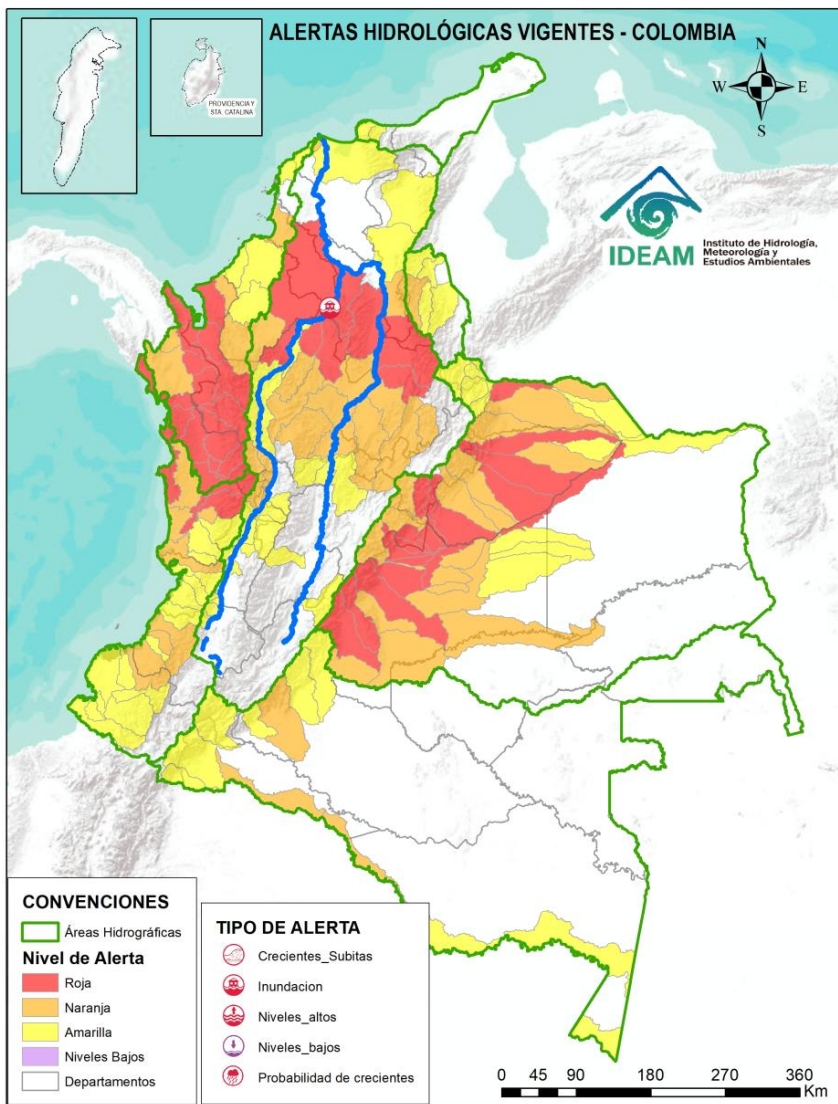 ALERTAS HIDROLÓGICAS VIGENTES - COLOMBIA
PROVIDENCIA Y
STA. CATALINA
N
W E
S
IDEAM
Instituto de Hidrología,
Meteorología y
Estudios Ambientales
CONVENCIONES
Áreas Hidrográficas
Nivel de Alerta
Roja
Naranja
Amarilla
Niveles Bajos
Departamentos
TIPO DE ALERTA
Crecientes_Subitas
Inundacion
Niveles_altos
Niveles_bajos
Probabilidad de crecientes
0 45 90 180 270 360
Km